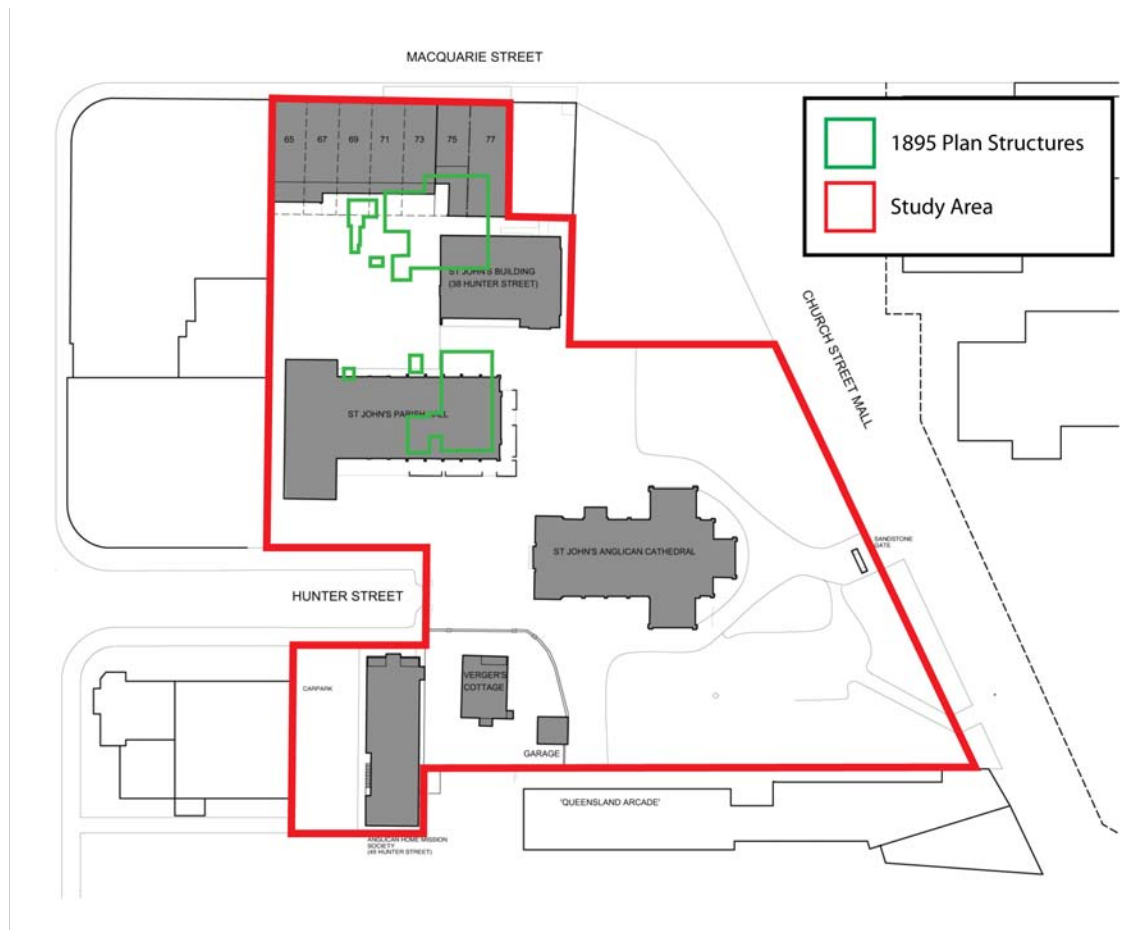 MACQUARIE STREET
65 67 69 71 73 75 77
1895 Plan Structures
Study Area
ST JOHN'S BUILDING
(38 HUNTER STREET)
CHURCH STREET MALL
ST JOHN'S PARISH HALL
ST JOHN'S ANGLICAN CATHEDRAL
SANDSTONE
GATE
HUNTER STREET
CARPARK
VERGER'S
COTTAGE
GARAGE
'QUEENSLAND ARCADE'
ANGLICAN HOME MISSION
SOCIETY
(45 HUNTER STREET)